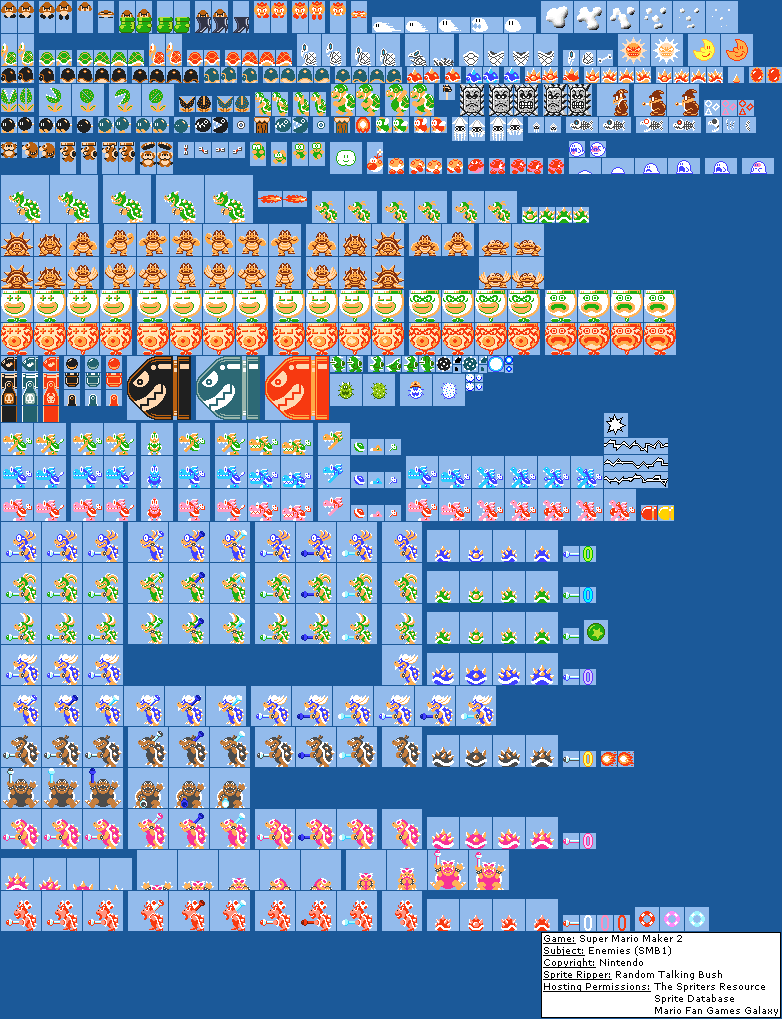 Game: Super Mario Maker 2
Subject: Enemies (SMB1)
Copyright: Nintendo
Sprite Ripper: Random Talking Bush
Hosting Permissions: The Spriters Resource
Sprite Database
Mario Fan Games Galaxy